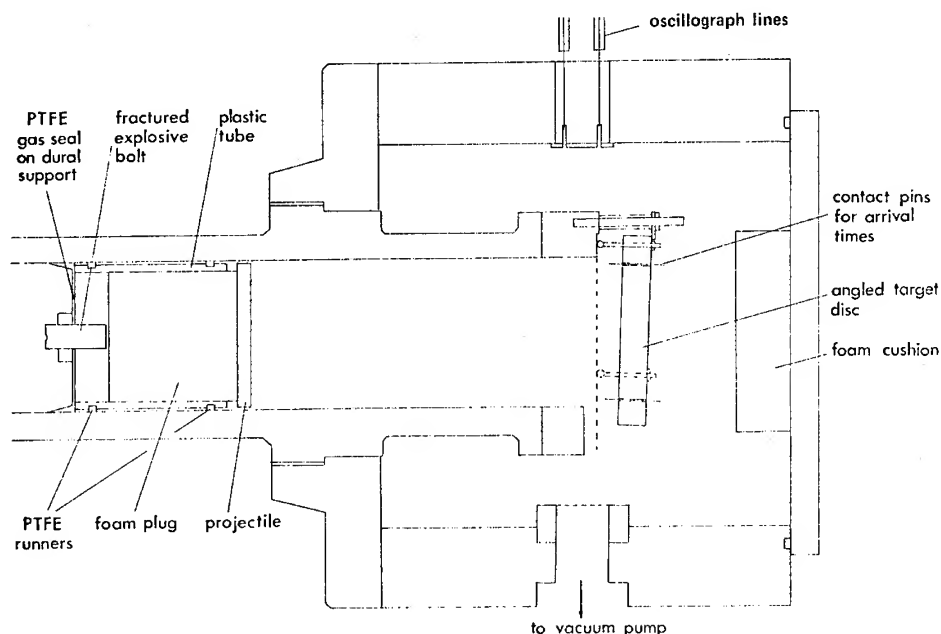 oscillograph lines
PTFE
gas seal
on dural
support
fractured
explosive
bolt
plastic
tube
contact pins
for arrival
times
angled target
disc
foam cushion
PTFE
runners
foam plug
projectile
to vacuum pump